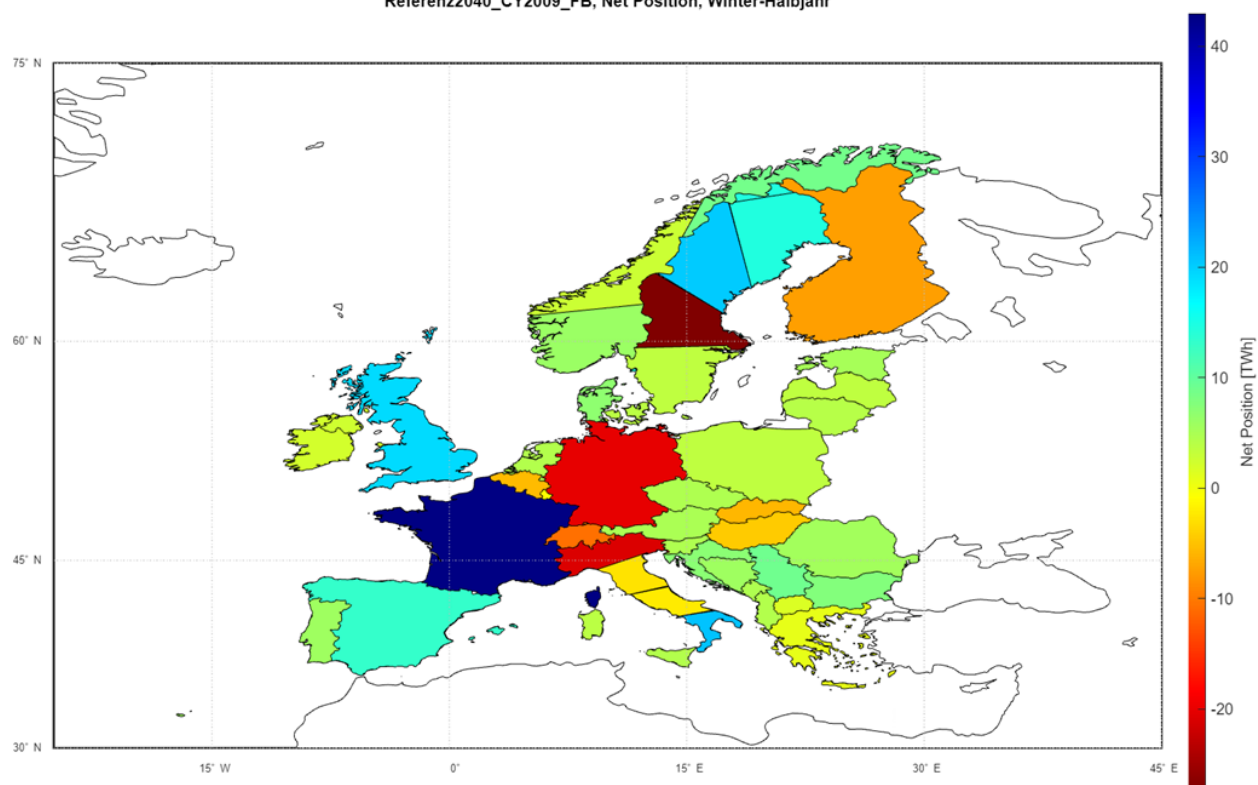 Referenz2040_CY2009_FB, Net Position, Winter-Halbjahr
75° N
60° N
45° N
30° N
15° W
0°
15° E
30° E
45° E
40
30
20
10
0
-10
-20
Net Position [TWh]